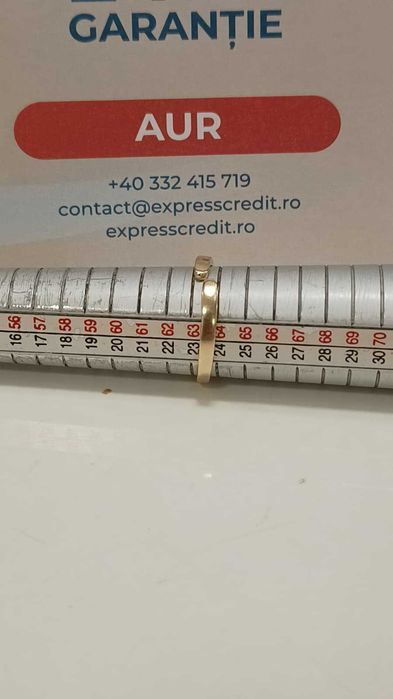 GARANȚIE
AUR
+40 332 415 719
contact@expresscredit.ro
expresscredit.ro
56 57 58 59 60 61 62 63 64 65 66 67 68 69 70
16 17 18 19 20 21 22 23 24 25 26 27 28 29 30